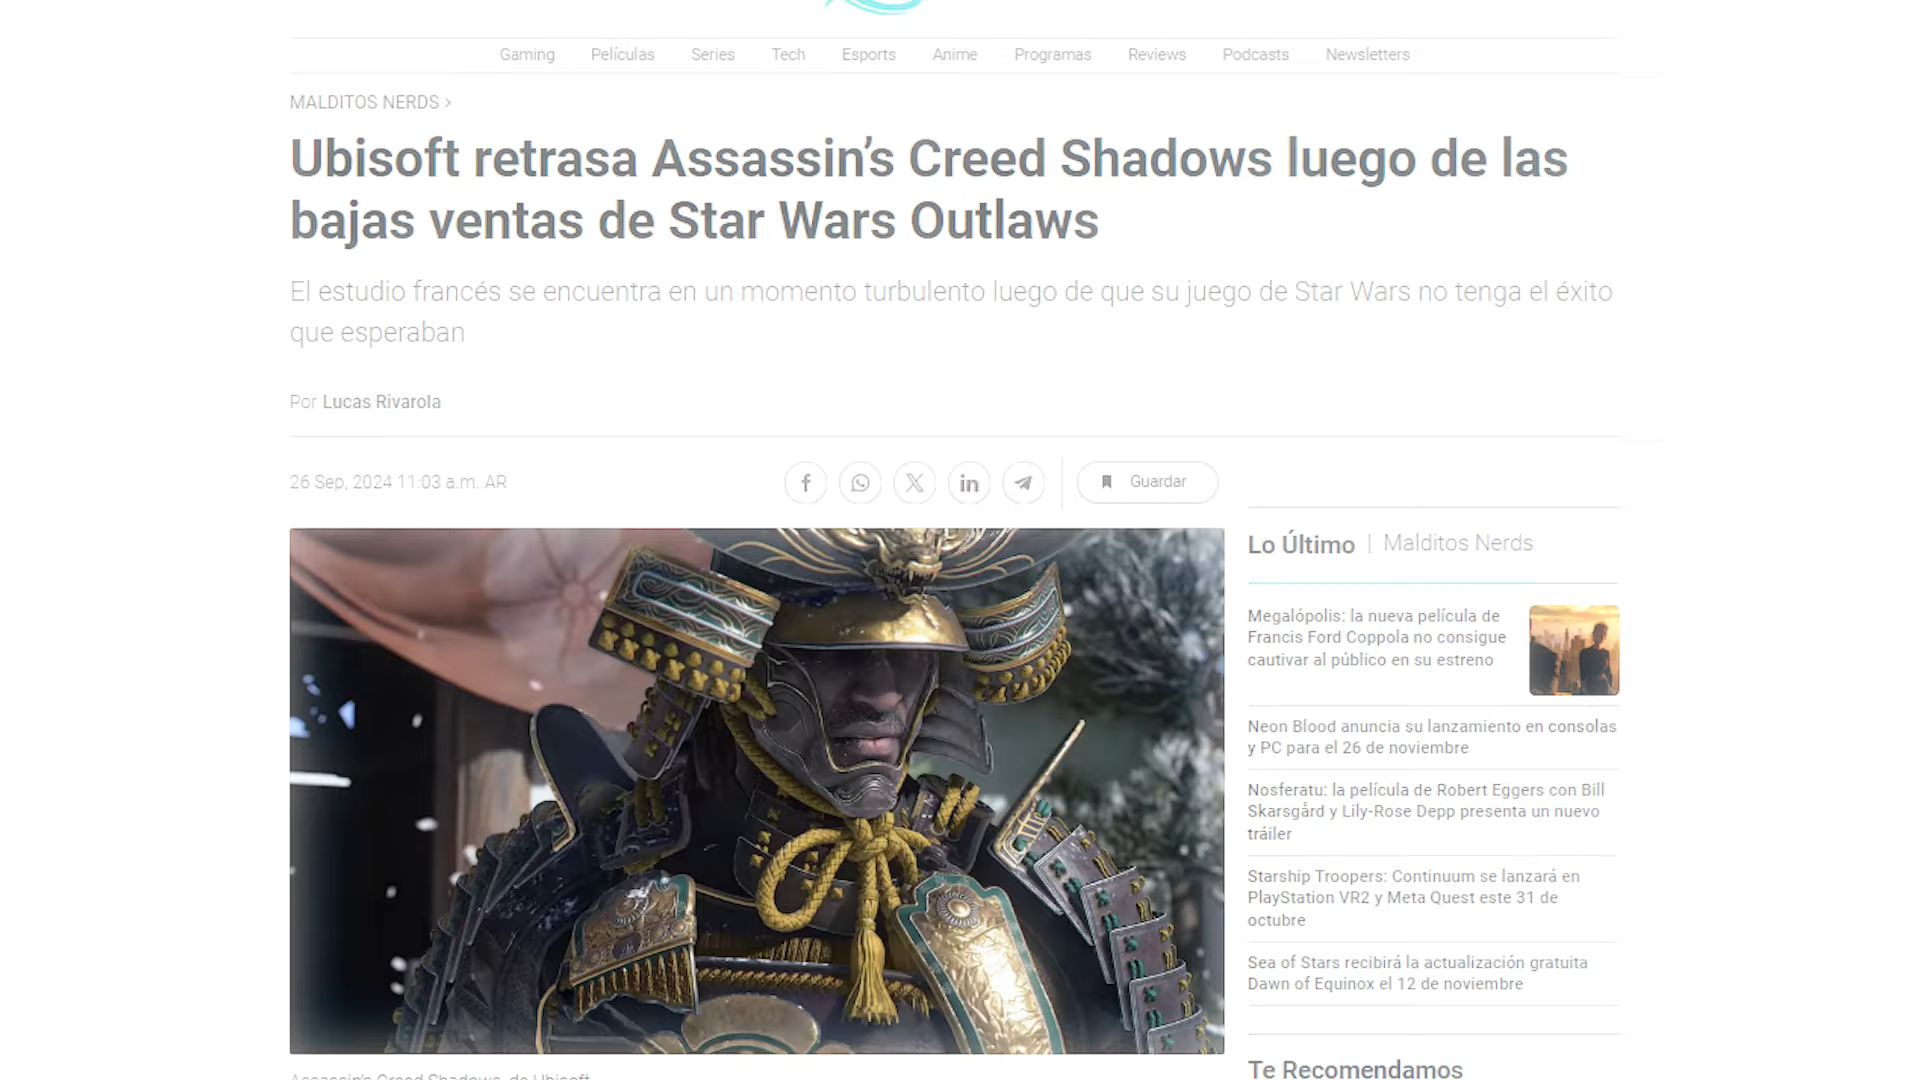 Gaming Películas Series Tech Esports Anime Programas Reviews Podcasts Newsletters
MALDITOS NERDS >
Ubisoft retrasa Assassin’s Creed Shadows luego de las
bajas ventas de Star Wars Outlaws
El estudio francés se encuentra en un momento turbulento luego de que su juego de Star Wars no tenga el éxito
que esperaban
Por Lucas Rivarola
26 Sep, 2024 11:03 a.m. AR
Guardar
Lo Último | Malditos Nerds
Megalópolis: la nueva película de
Francis Ford Coppola no consigue
cautivar al público en su estreno
Neon Blood anuncia su lanzamiento en consolas
y PC para el 26 de noviembre
Nosferatu: la película de Robert Eggers con Bill
Skarsgård y Lily-Rose Depp presenta un nuevo
tráiler
Starship Troopers: Continuum se lanzará en
PlayStation VR2 y Meta Quest este 31 de
octubre
Sea of Stars recibirá la actualización gratuita
Dawn of Equinox el 12 de noviembre
Te Recomendamos
Assassin’s Creed Shadows, de Ubisoft